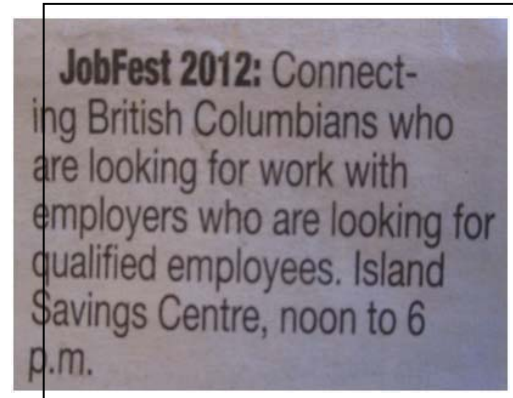 JobFest 2012: Connect-
ing British Columbians who
are looking for work with
employers who are looking for
qualified employees. Island
Savings Centre, noon to 6
p.m.